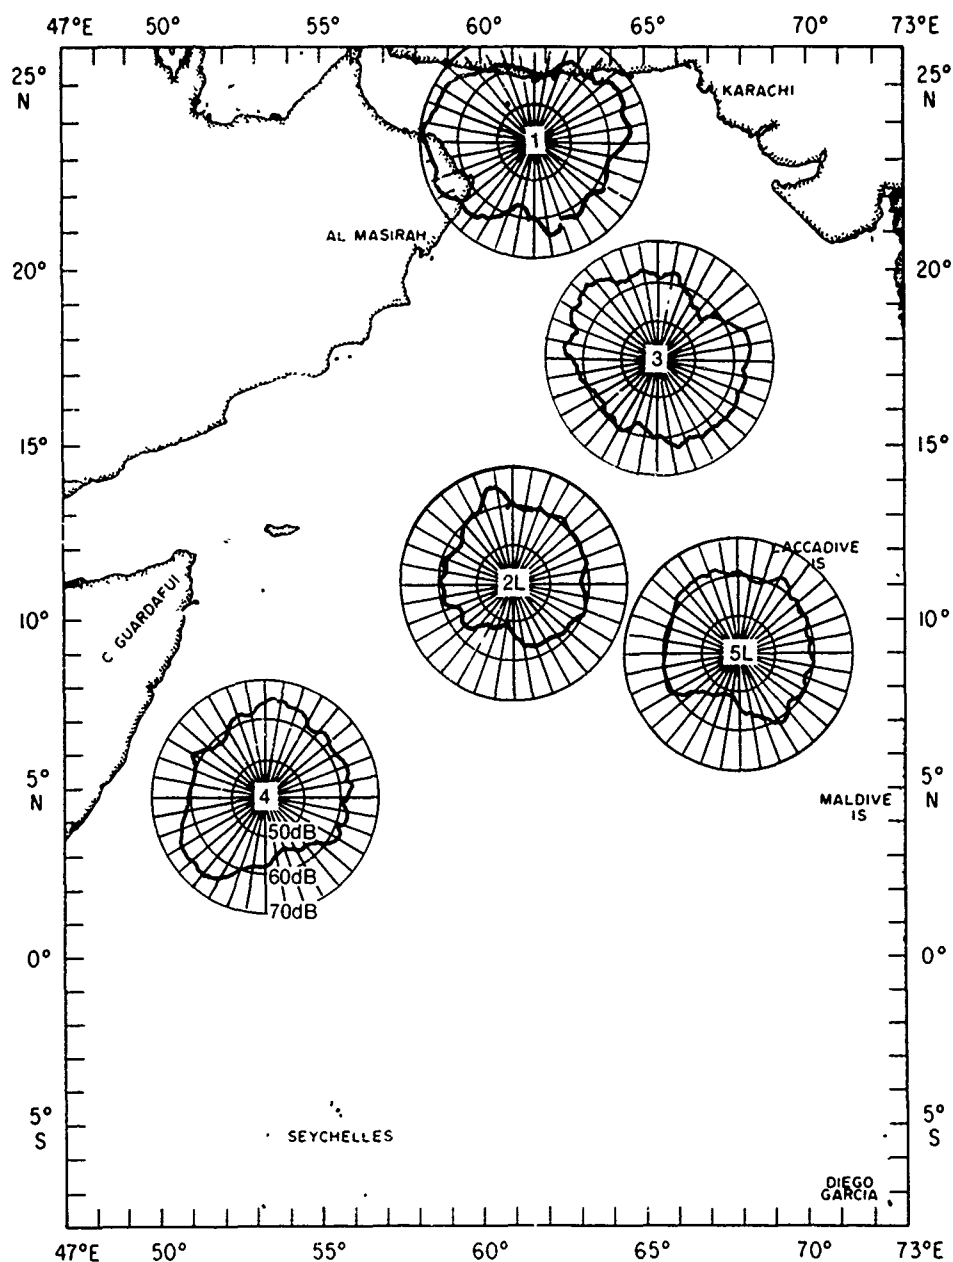 47°E 50° 55° 60° 65° 70° 73°E
25°
N
25°
N
KARACHI
1
AL MASIRAH
20°
20°
3
15°
15°
LACCADIVE
IS
2L
C GUARDAFUI
10°
10°
5L
5°
N
5°
N
4
MALDIVE
IS
50dB
60dB
70dB
0°
0°
5°
S
5°
S
SEYCHELLES
DIEGO
GARCIA
47°E 50° 55° 60° 65° 70° 73°E